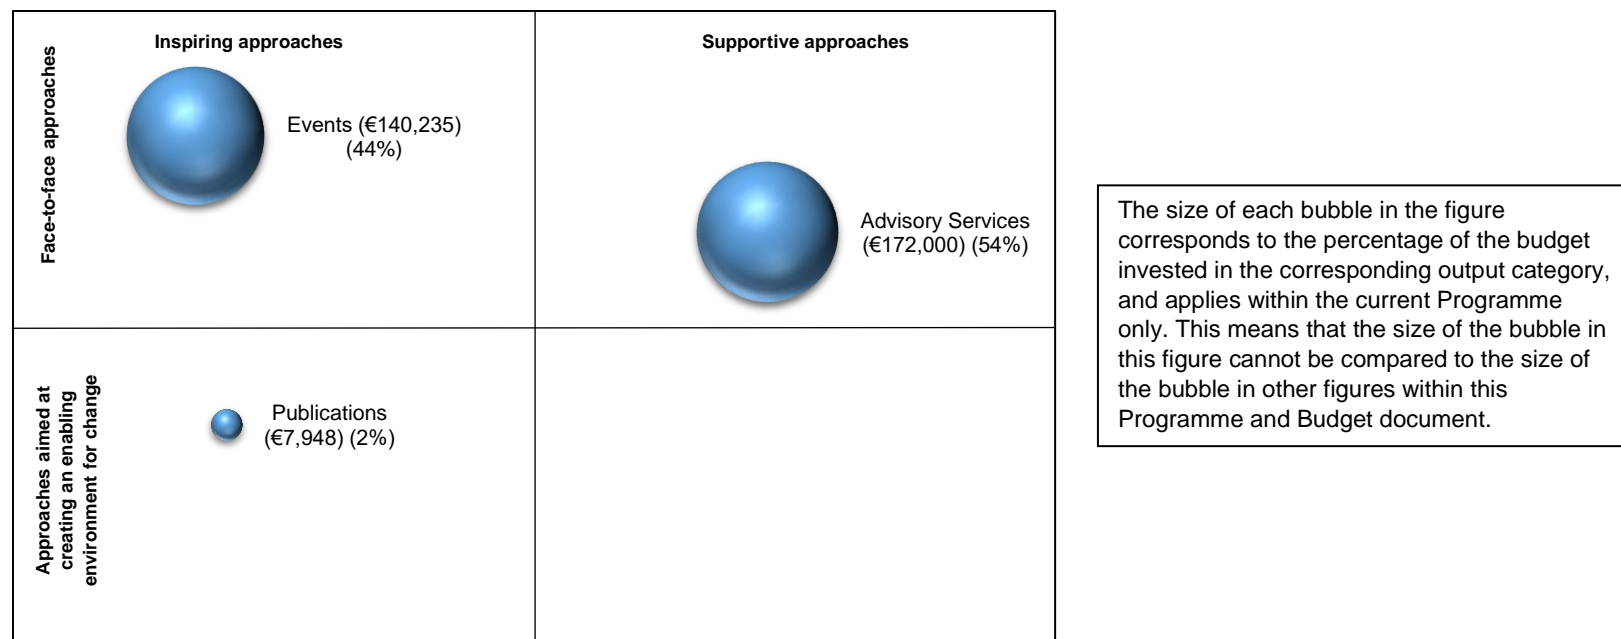 Inspiring approaches
Supportive approaches
Face-to-face approaches
Events (€140,235)
(44%)
Advisory Services
(€172,000) (54%)
Approaches aimed at
creating an enabling
environment for change
Publications
(€7,948) (2%)
The size of each bubble in the figure
corresponds to the percentage of the budget
invested in the corresponding output category,
and applies within the current Programme
only. This means that the size of the bubble in
this figure cannot be compared to the size of
the bubble in other figures within this
Programme and Budget document.